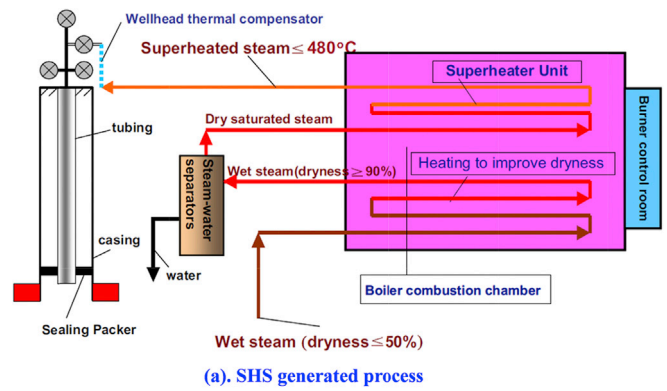 Wellhead thermal compensator
Superheated steam≤480°C
Superheater Unit
tubing
Dry saturated steam
Burner control room
Steam-water
separators
Wet steam(dryness≥90%)
Heating to improve dryness
casing
water
Boiler combustion chamber
Sealing Packer
Wet steam (dryness≤50%)
(a). SHS generated process